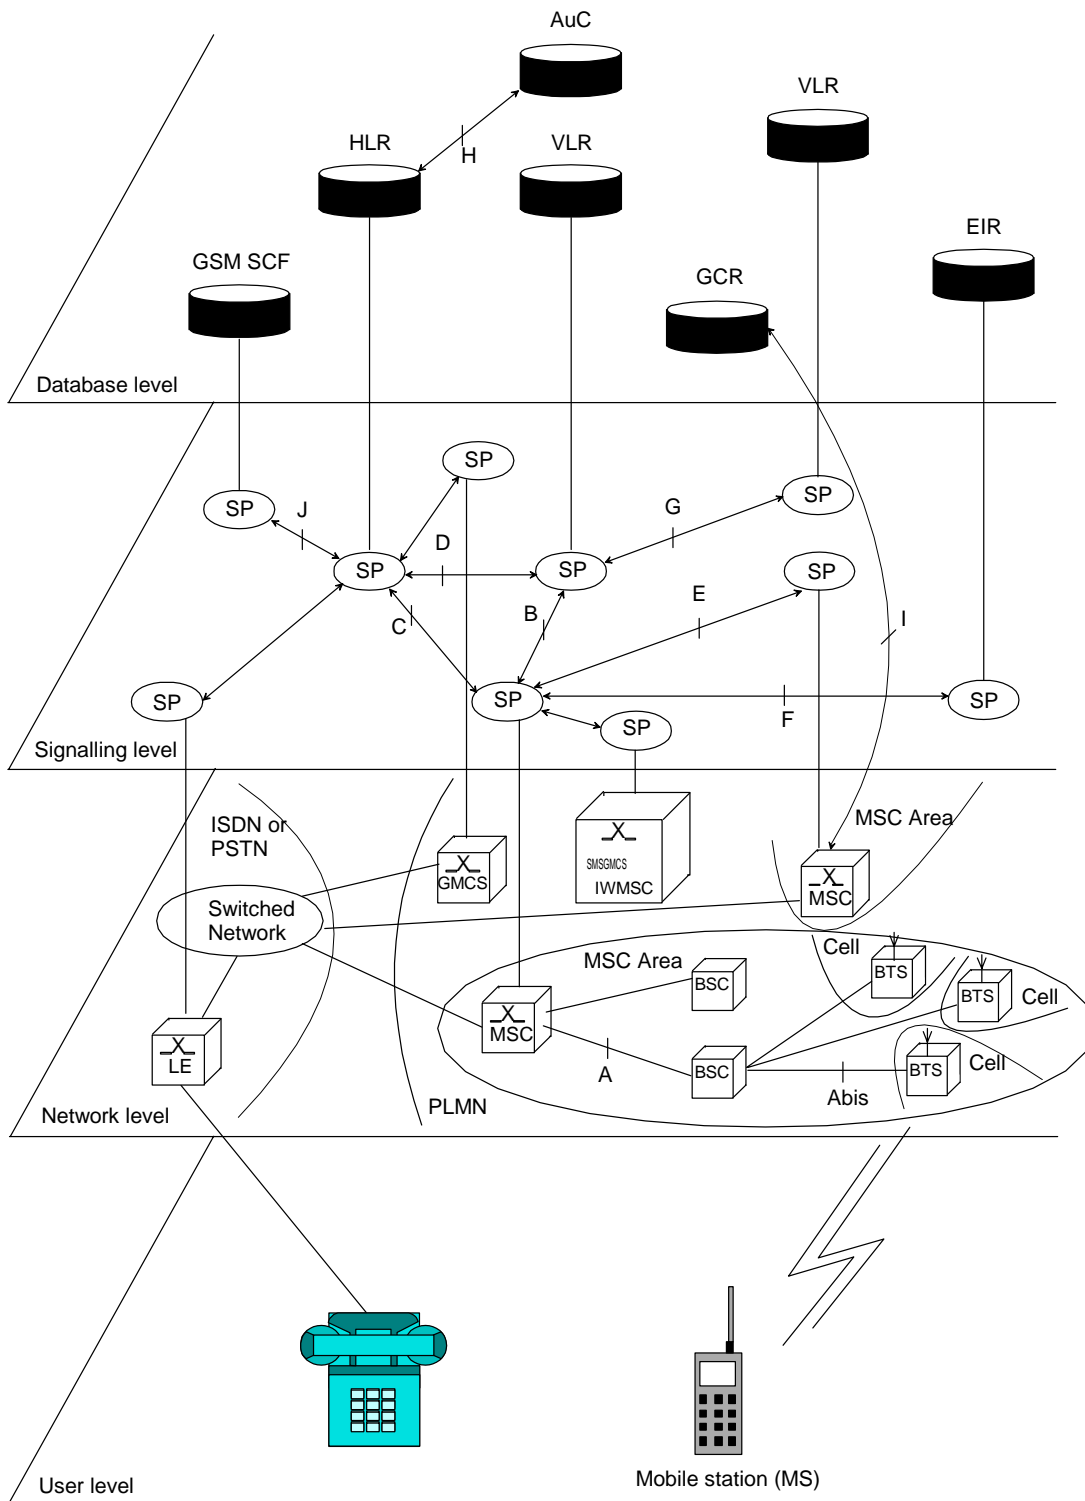 AuC
VLR
HLR
VLR
H
EIR
GSM SCF
GCR
Database level
SP
SP
J
G
SP
D
SP
SP
SP
E
C
B
I
SP
SP
SP
F
SP
Signalling level
ISDN or
PSTN
MSC Area
SMSGMCS
IWMSC
GMCS
MSC
Switched
Network
Cell
MSC Area
BTS
BSC
BTS
Cell
MSC
LE
A
BSC
BTS
Cell
Abis
PLMN
Network level
Mobile station (MS)
User level